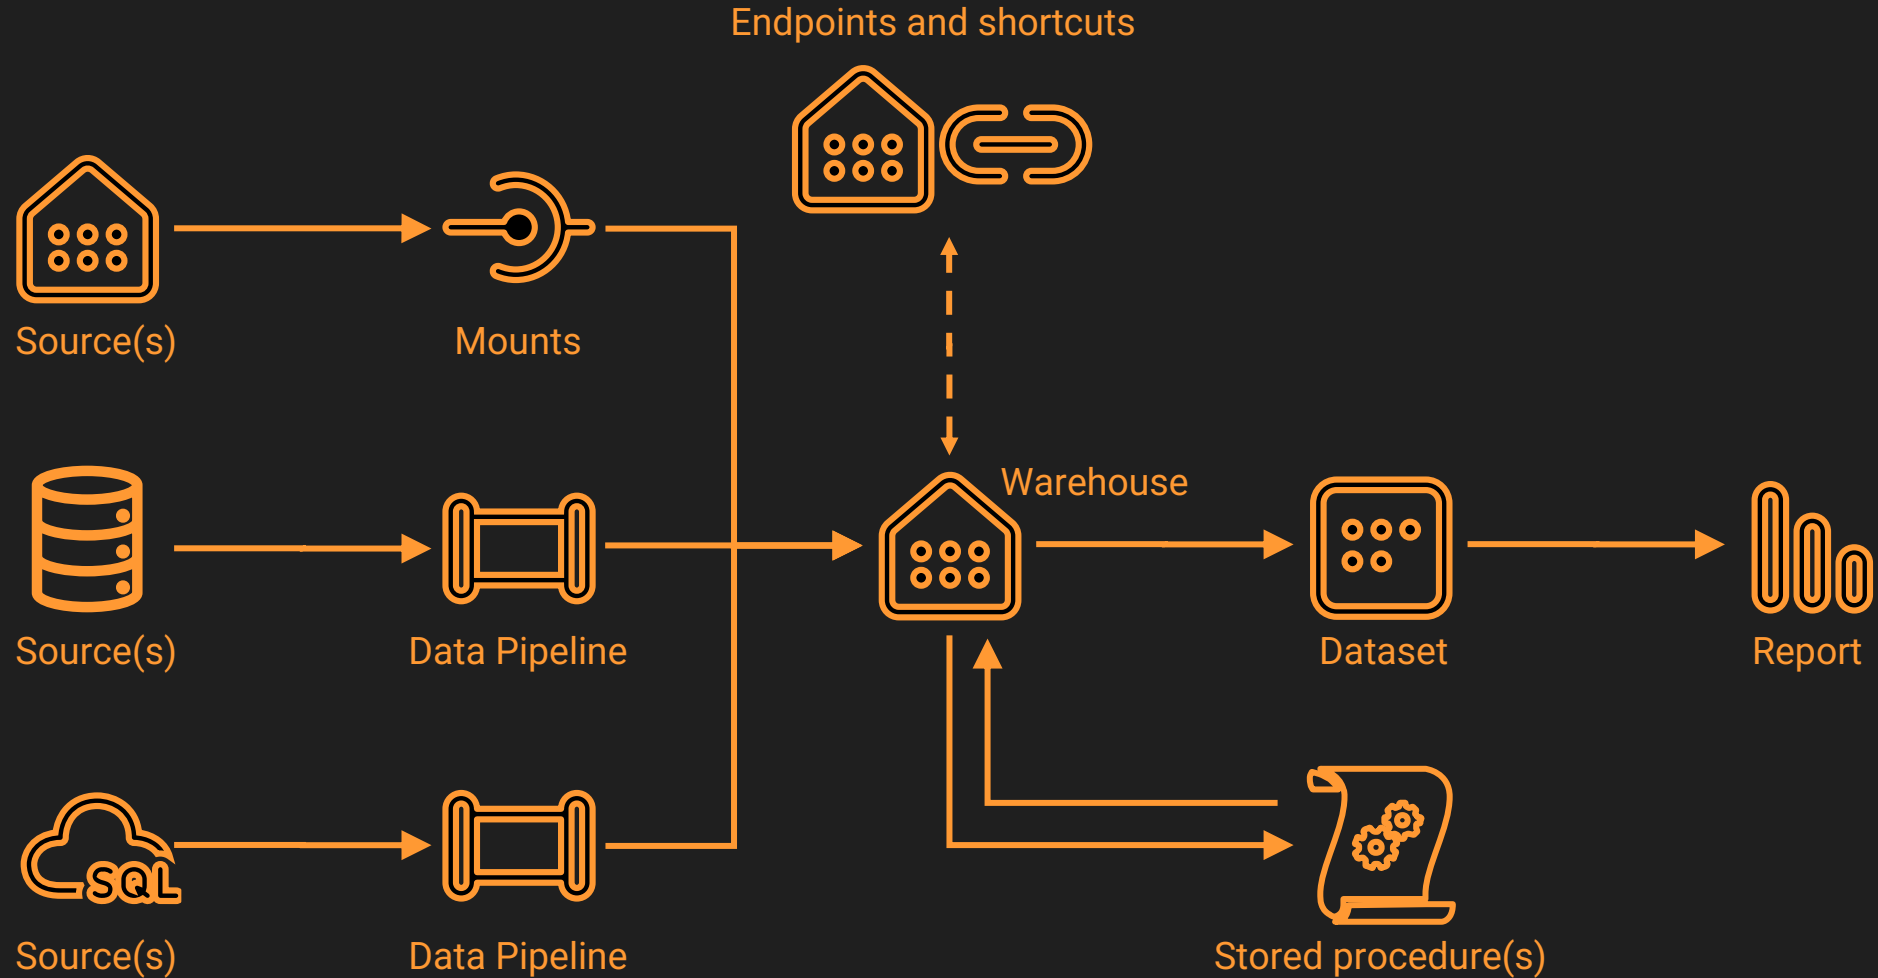 Endpoints and shortcuts
Source(s)
Mounts
Warehouse
Source(s)
Data Pipeline
Dataset
Report
SQL
Source(s)
Data Pipeline
Stored procedure(s)